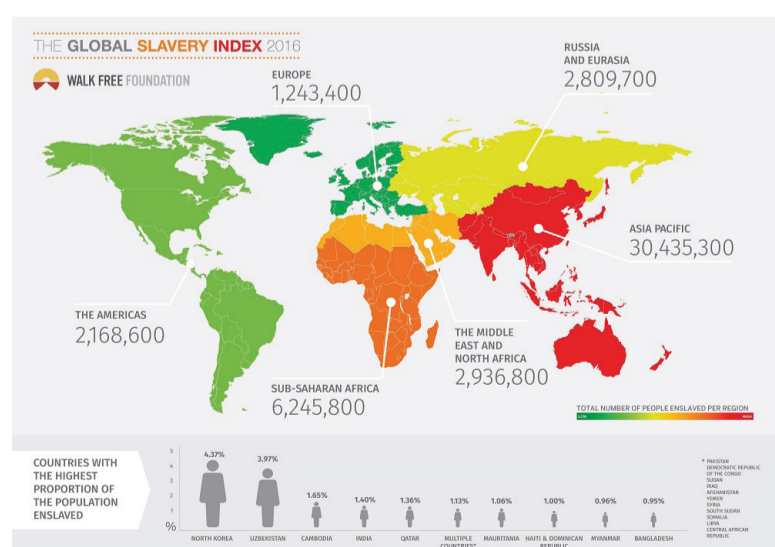 THE GLOBAL SLAVERY INDEX 2016
WALK FREE FOUNDATION
EUROPE
1,243,400
RUSSIA
AND EURASIA
2,809,700
ASIA PACIFIC
30,435,300
THE AMERICAS
2,168,600
THE MIDDLE
EAST AND
NORTH AFRICA
2,936,800
SUB-SAHARAN AFRICA
6,245,800
TOTAL NUMBER OF PEOPLE ENSLAVED PER REGION
LOW
HIGH
COUNTRIES WITH
THE HIGHEST
PROPORTION OF
THE POPULATION
ENSLAVED
5
4
3
2
1
%
4.37%
3.97%
1.65%
1.40%
1.36%
1.13%
1.06%
1.00%
0.96%
0.95%
NORTH KOREA
UZBEKISTAN
CAMBODIA
INDIA
QATAR
MULTIPLE
COUNTRIES*
MAURITANIA
HAITI & DOMINICAN
REPUBLIC
MYANMAR
BANGLADESH
* PAKISTAN
DEMOCRATIC REPUBLIC
OF THE CONGO
SUDAN
IRAQ
AFGHANISTAN
YEMEN
SYRIA
SOUTH SUDAN
SOMALIA
LIBYA
CENTRAL AFRICAN
REPUBLIC